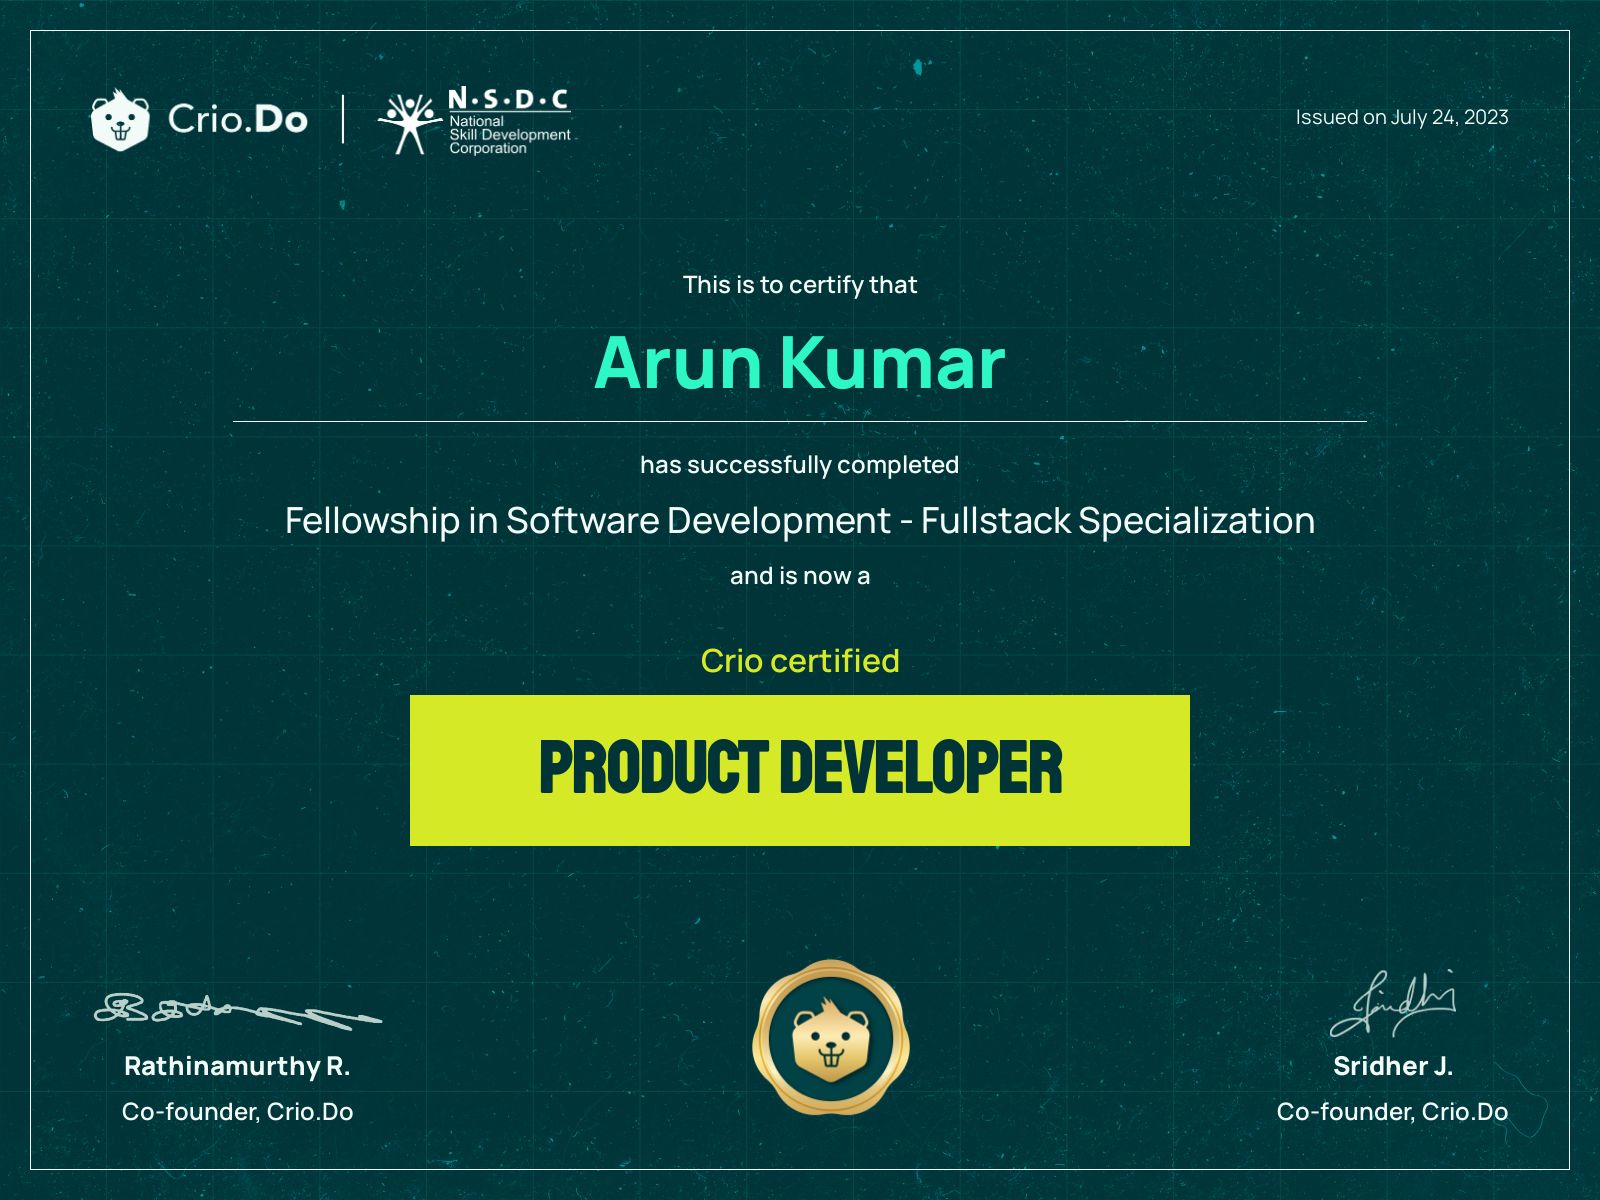 Crio.Do
N·S·D·C
National
Skill Development
Corporation
Issued on July 24, 2023
This is to certify that
Arun Kumar
has successfully completed
Fellowship in Software Development - Fullstack Specialization
and is now a
Crio certified
PRODUCT DEVELOPER
Rathinamurthy R.
Co-founder, Crio.Do
Sridher J.
Co-founder, Crio.Do